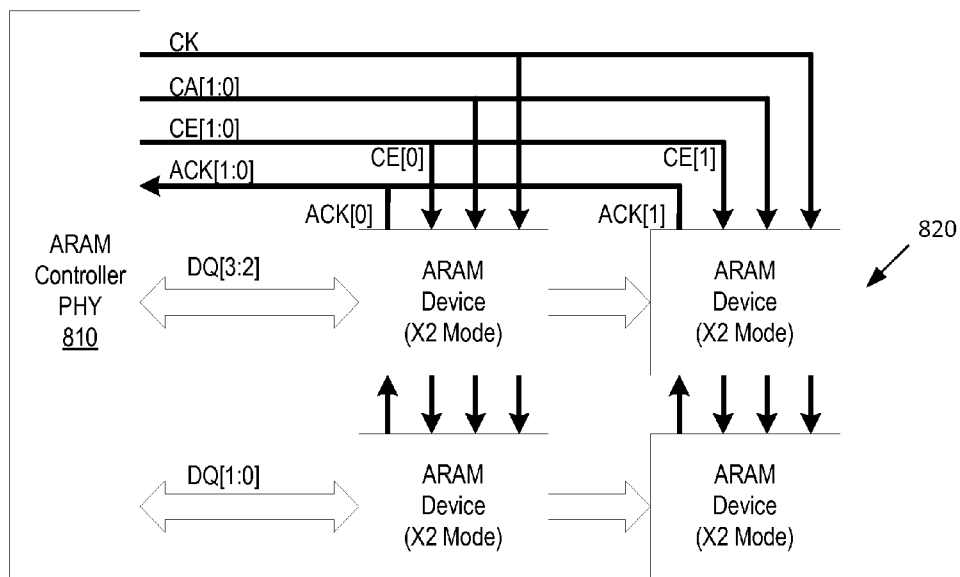 CK
CA[1:0]
CE[1:0]
CE[0]
CE[1]
ACK[1:0]
ACK[0]
ACK[1]
820
ARAM
Controller
PHY
810
DQ[3:2]
ARAM
Device
(X2 Mode)
ARAM
Device
(X2 Mode)
DQ[1:0]
ARAM
Device
(X2 Mode)
ARAM
Device
(X2 Mode)